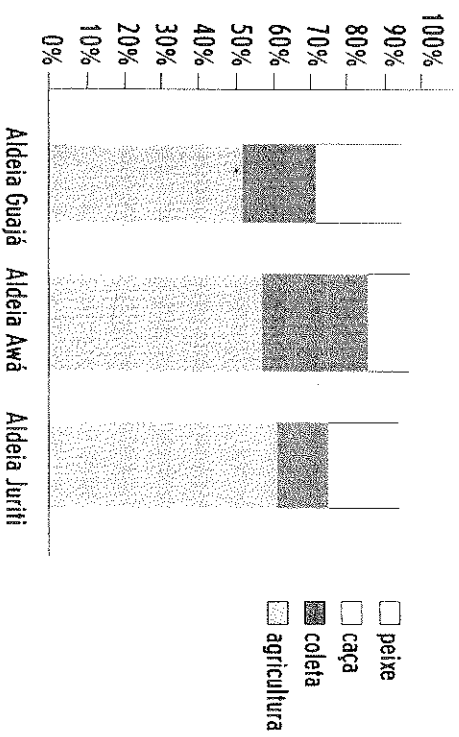 100%
90%
80%
70%
60%
50%
40%
30%
20%
10%
0%
Aldeia Guajá
Aldeia Awá
Aldeia Juriti
peixe
caça
coleta
agricultura